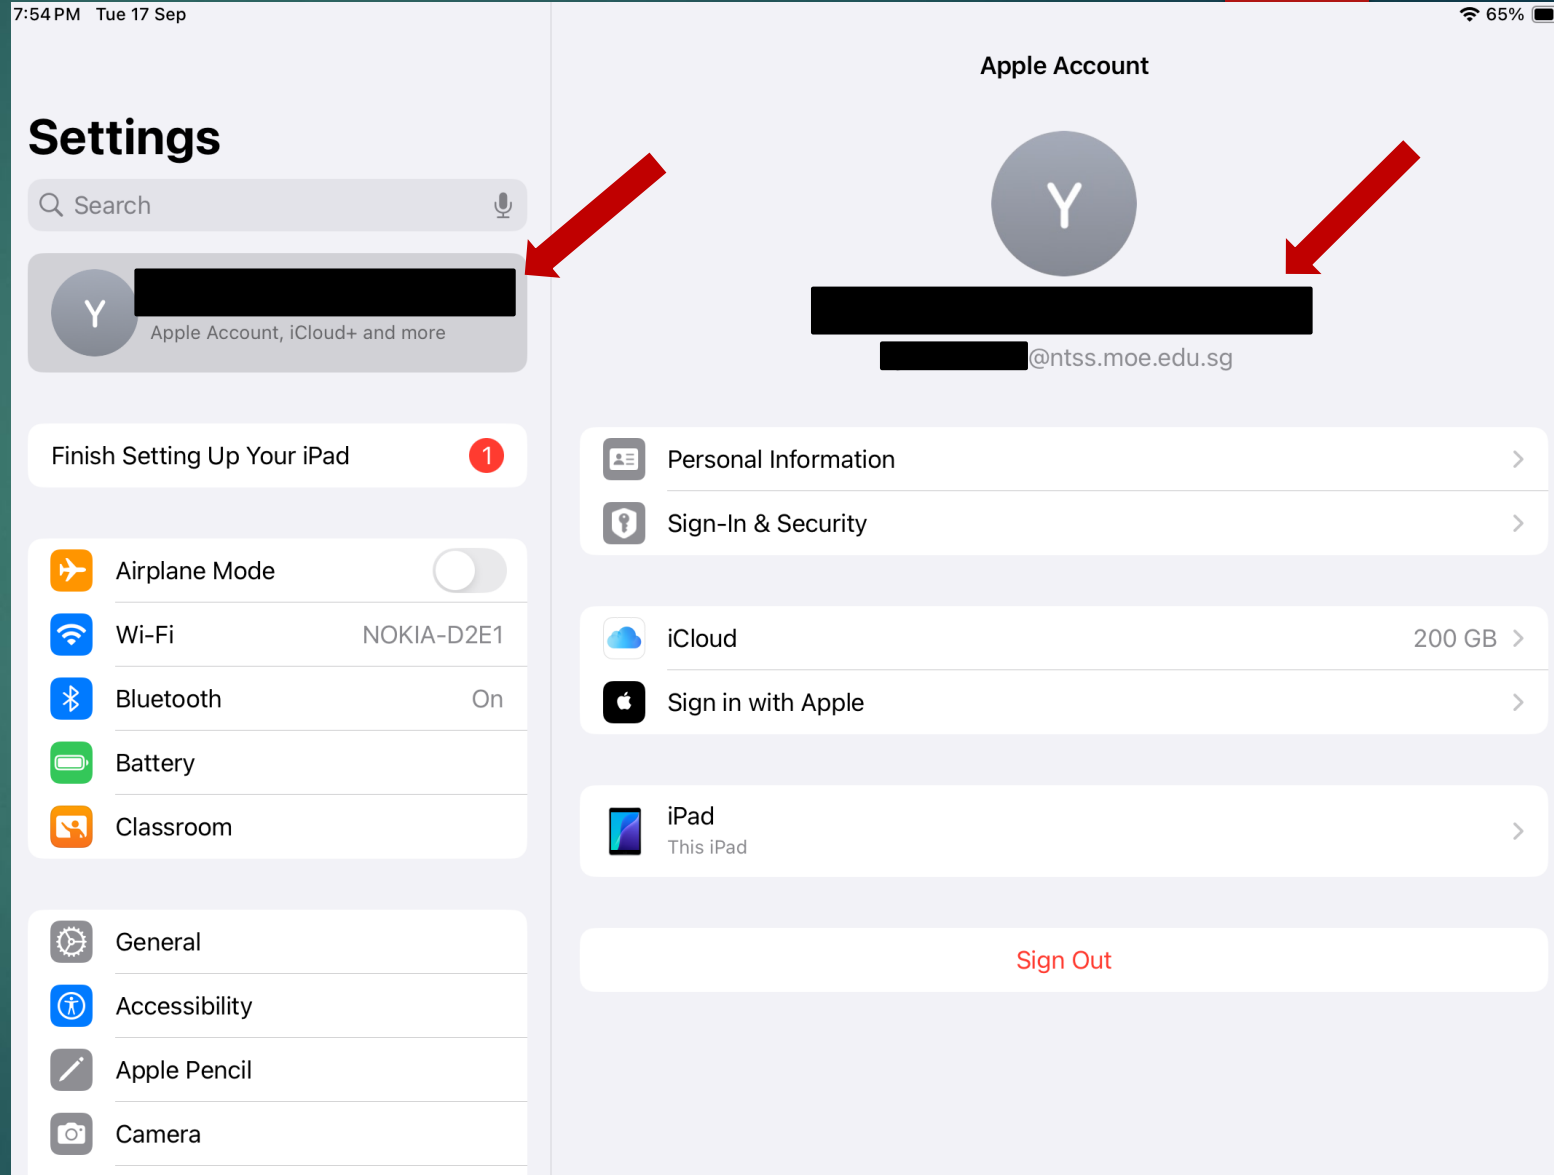 7:54 PM Tue 17 Sep
65%
Settings
Search
Y
Apple Account, iCloud+ and more
Finish Setting Up Your iPad
1
Airplane Mode
Wi-Fi
NOKIA-D2E1
Bluetooth
On
Battery
Classroom
General
Accessibility
Apple Pencil
Camera
Apple Account
Y
@ntss.moe.edu.sg
Personal Information
Sign-In & Security
iCloud
200 GB
Sign in with Apple
iPad
This iPad
Sign Out